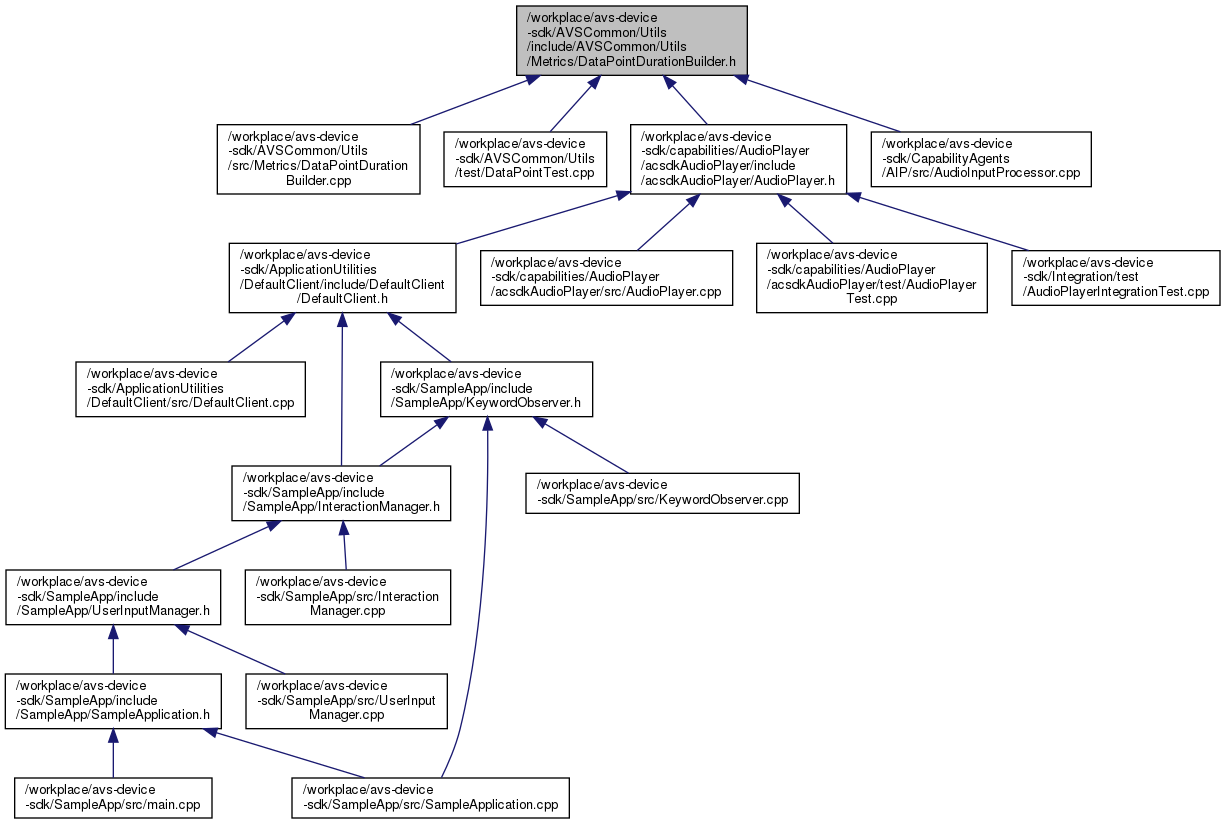 /workplace/avs-device
-sdk/AVSCommon/Utils
/include/AVSCommon/Utils
/Metrics/DataPointDurationBuilder.h
/workplace/avs-device
-sdk/AVSCommon/Utils
/src/Metrics/DataPointDuration
Builder.cpp
/workplace/avs-device
-sdk/AVSCommon/Utils
/test/DataPointTest.cpp
/workplace/avs-device
-sdk/capabilities/AudioPlayer
/acsdkAudioPlayer/include
/acsdkAudioPlayer/AudioPlayer.h
/workplace/avs-device
-sdk/CapabilityAgents
/AIP/src/AudioInputProcessor.cpp
/workplace/avs-device
-sdk/ApplicationUtilities
/DefaultClient/include/DefaultClient
/DefaultClient.h
/workplace/avs-device
-sdk/capabilities/AudioPlayer
/acsdkAudioPlayer/src/AudioPlayer.cpp
/workplace/avs-device
-sdk/capabilities/AudioPlayer
/acsdkAudioPlayer/test/AudioPlayer
Test.cpp
/workplace/avs-device
-sdk/Integration/test
/AudioPlayerIntegrationTest.cpp
/workplace/avs-device
-sdk/ApplicationUtilities
/DefaultClient/src/DefaultClient.cpp
/workplace/avs-device
-sdk/SampleApp/include
/SampleApp/KeywordObserver.h
/workplace/avs-device
-sdk/SampleApp/include
/SampleApp/InteractionManager.h
/workplace/avs-device
-sdk/SampleApp/src/KeywordObserver.cpp
/workplace/avs-device
-sdk/SampleApp/include
/SampleApp/UserInputManager.h
/workplace/avs-device
-sdk/SampleApp/src/Interaction
Manager.cpp
/workplace/avs-device
-sdk/SampleApp/include
/SampleApp/SampleApplication.h
/workplace/avs-device
-sdk/SampleApp/src/UserInput
Manager.cpp
/workplace/avs-device
-sdk/SampleApp/src/main.cpp
/workplace/avs-device
-sdk/SampleApp/src/SampleApplication.cpp